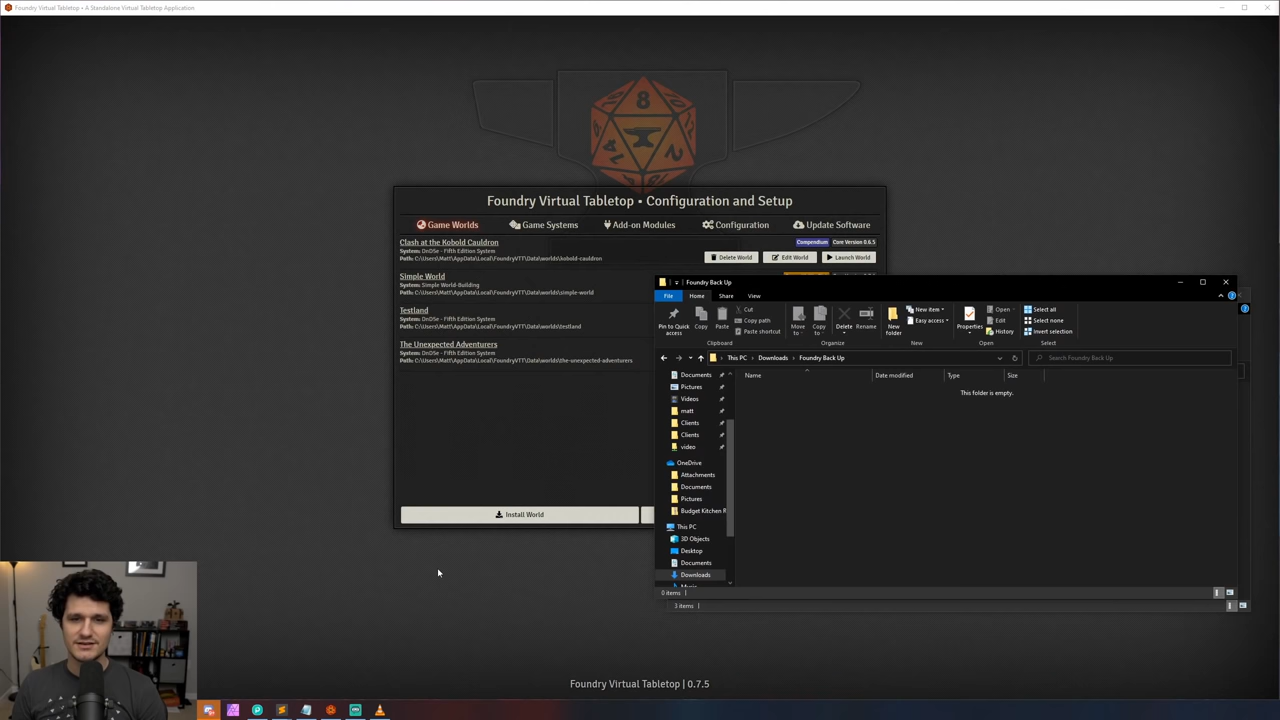 Foundry Virtual Tabletop • A Standalone Virtual Tabletop Application
8
2
Foundry Virtual Tabletop • Configuration and Setup
Game Worlds Game Systems Add-on Modules Configuration Update Software
Clash at the Kobold Cauldron Compendium Core Version 0.6.5
System: DnD5e - Fifth Edition System
Path: C:\Users\Matt\AppData\Local\FoundryVTT\Data\worlds\kobold-cauldron
Delete World Edit World Launch World
Simple World
System: Simple World-Building
Path: C:\Users\Matt\AppData\Local\FoundryVTT\Data\worlds\simple-world
Testland
System: DnD5e - Fifth Edition System
Path: C:\Users\Matt\AppData\Local\FoundryVTT\Data\worlds\testland
The Unexpected Adventurers
System: DnD5e - Fifth Edition System
Path: C:\Users\Matt\AppData\Local\FoundryVTT\Data\worlds\the-unexpected-adventurers
Install World
Foundry Back Up
File Home Share View
Pin to Quick access
Copy
Paste
Cut
Copy path
Paste shortcut
Clipboard
Move to
Copy to
Delete
Rename
Organize
New folder
New item
Easy access
New
Properties
Open
Edit
History
Open
Select all
Select none
Invert selection
Select
This PC Downloads Foundry Back Up
Search Foundry Back Up
Name Date modified Type Size
This folder is empty.
Documents
Pictures
Videos
matt
Clients
Clients
video
OneDrive
Attachments
Documents
Pictures
Budget Kitchen R
This PC
3D Objects
Desktop
Documents
Downloads
0 items
3 items
Foundry Virtual Tabletop | 0.7.5